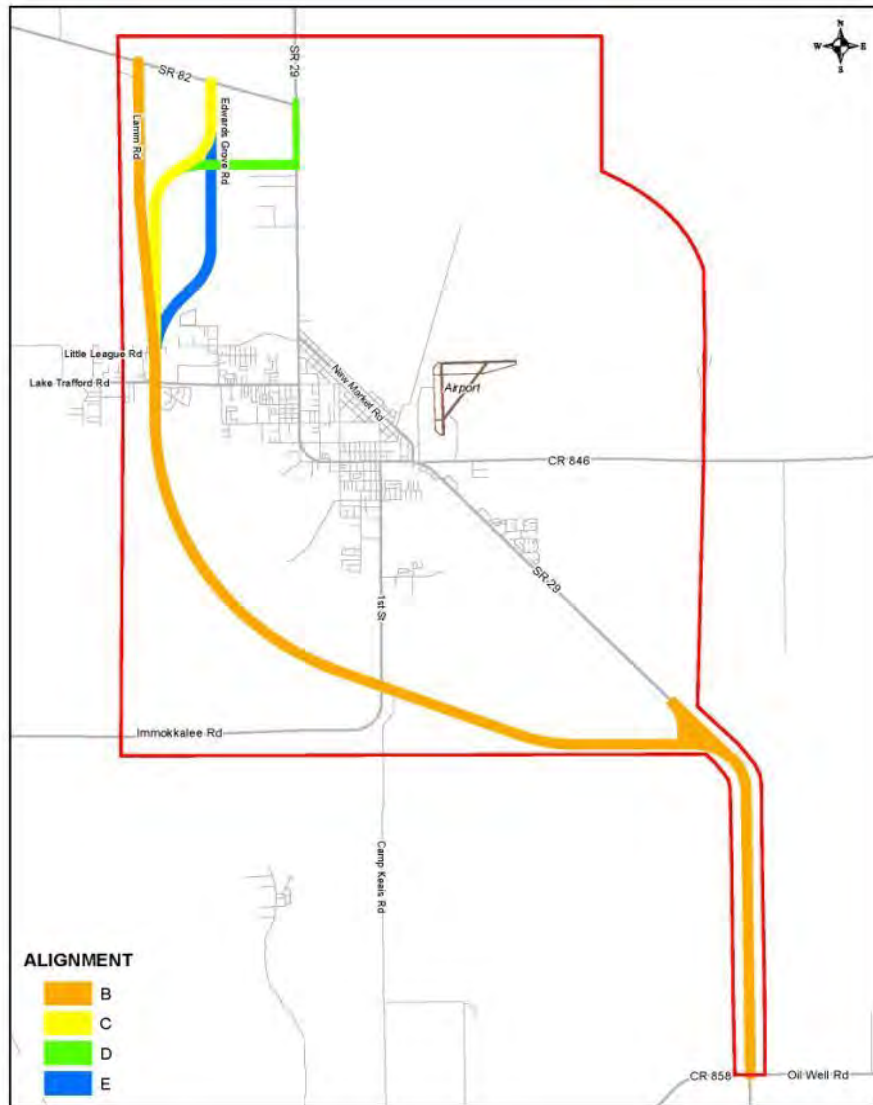 N
W E
S
SR 82
SR 29
Lamm Rd
Edwards Grove Rd
Little League Rd
Lake Trafford Rd
New Market Rd
Airport
CR 846
SR 29
1st St
Immokkalee Rd
Camp Keais Rd
CR 858
Oil Well Rd
ALIGNMENT
B
C
D
E